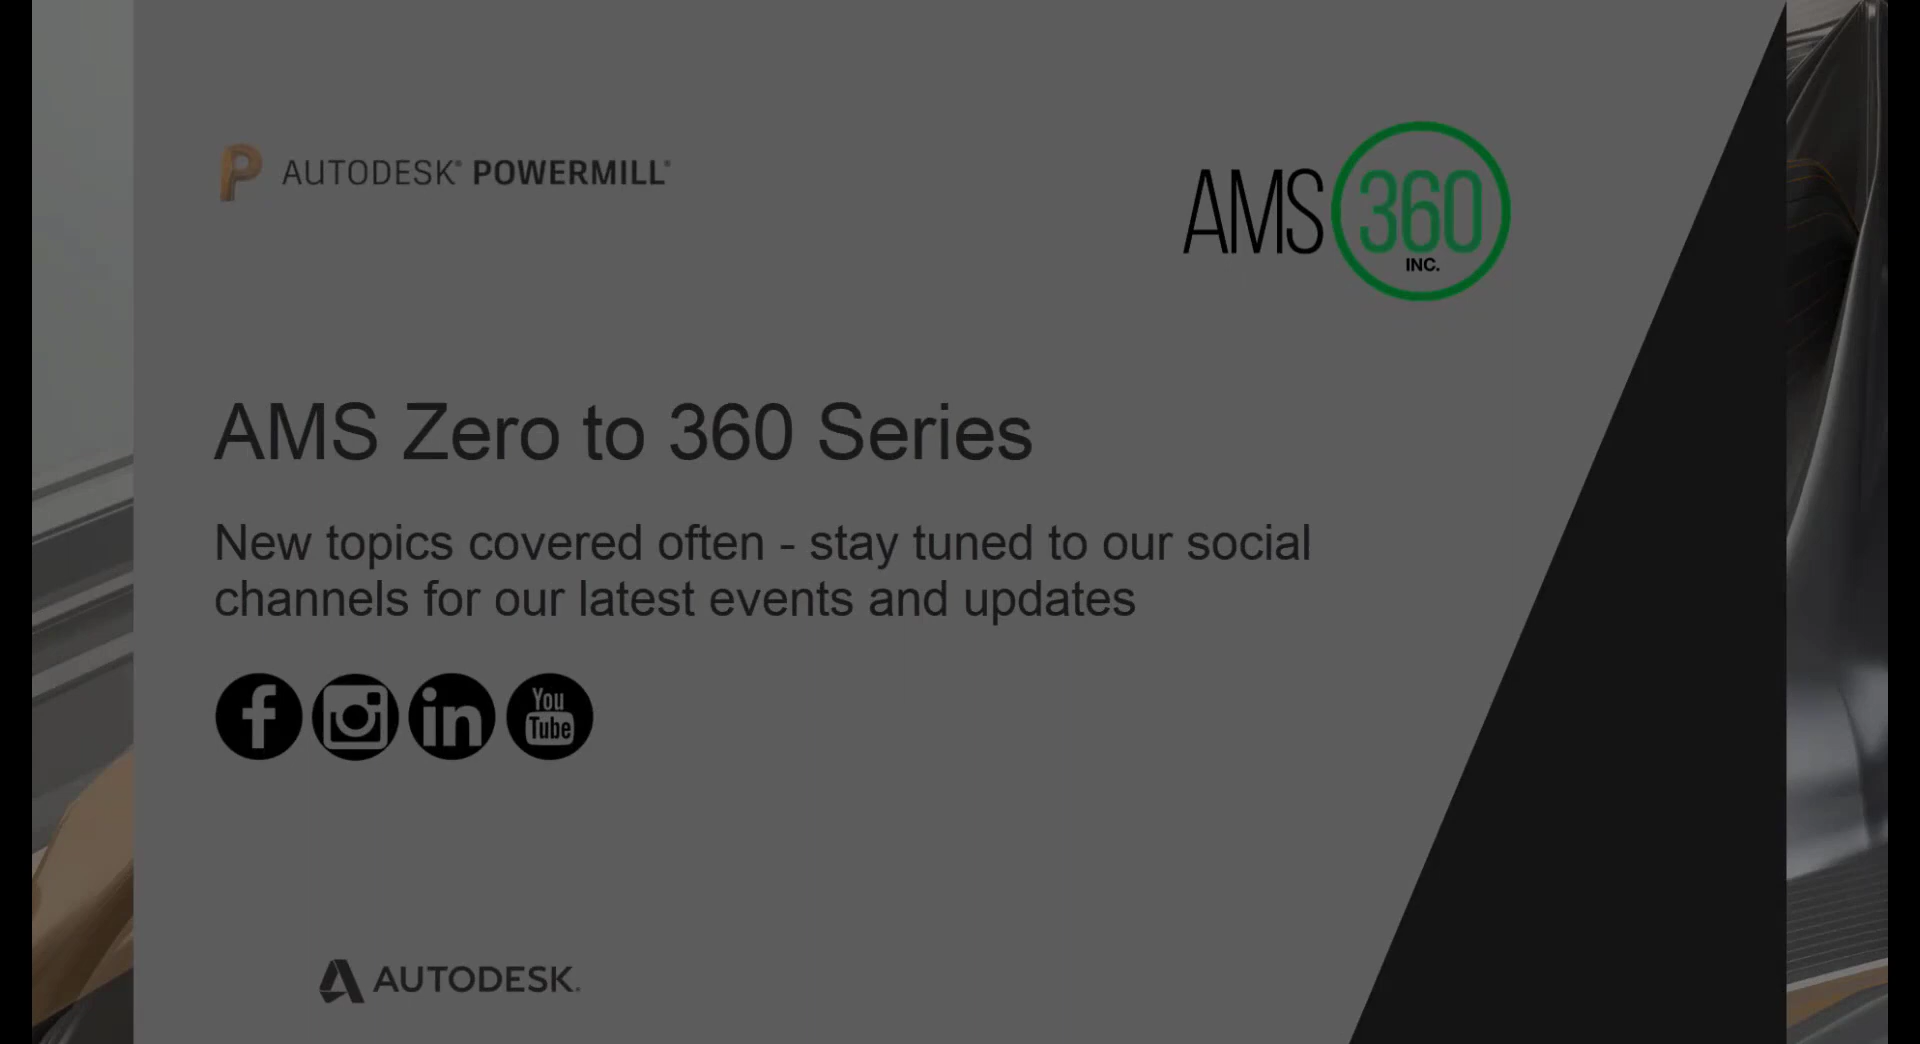 AUTODESK® POWERMILL®
AMS 360
INC.
AMS Zero to 360 Series
New topics covered often - stay tuned to our social
channels for our latest events and updates
You
Tube
AUTODESK.